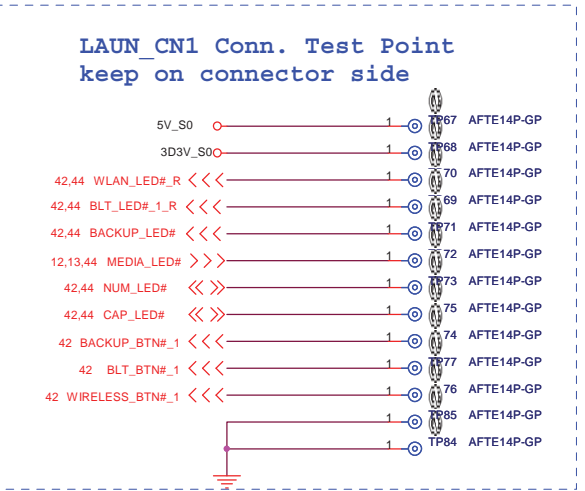 LAUN_CN1 Conn. Test Point
keep on connector side
5V_S0 1 TP67 AFTE14P-GP
3D3V_S0 1 TP68 AFTE14P-GP
42,44 WLAN_LED#_R 1 70 AFTE14P-GP
42,44 BLT_LED#_1_R 1 69 AFTE14P-GP
42,44 BACKUP_LED# 1 TP71 AFTE14P-GP
12,13,44 MEDIA_LED# 1 72 AFTE14P-GP
42,44 NUM_LED# 1 TP73 AFTE14P-GP
42,44 CAP_LED# 1 75 AFTE14P-GP
42 BACKUP_BTN#_1 1 74 AFTE14P-GP
42 BLT_BTN#_1 1 TP77 AFTE14P-GP
42 WIRELESS_BTN#_1 1 76 AFTE14P-GP
1 TP85 AFTE14P-GP
1 TP84 AFTE14P-GP